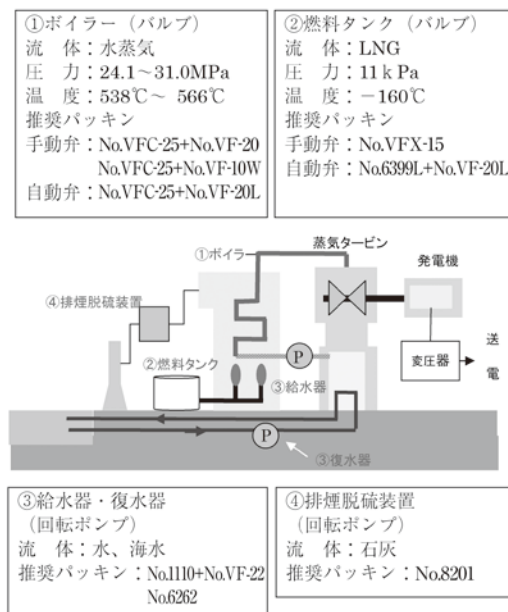 ①ボイラー（バルブ）
流　体：水蒸気
圧　力：24.1～31.0MPa
温　度：538℃～ 566℃
推奨パッキン
手動弁：No.VFC-25+No.VF-20
No.VFC-25+No.VF-10W
自動弁：No.VFC-25+No.VF-20L
②燃料タンク（バルブ）
流　体：LNG
圧　力：11ｋPa
温　度：－160℃
推奨パッキン
手動弁：No.VFX-15
自動弁：No.6399L+No.VF-20L
蒸気タービン
①ボイラ
発電機
④排煙脱硫装置
P
変圧器
送電
②燃料タンク
③給水器
P
③復水器
③給水器・復水器
（回転ポンプ）
流　体：水、海水
推奨パッキン：No.1110+No.VF-22
No.6262
④排煙脱硫装置
（回転ポンプ）
流　体：石灰
推奨パッキン：No.8201